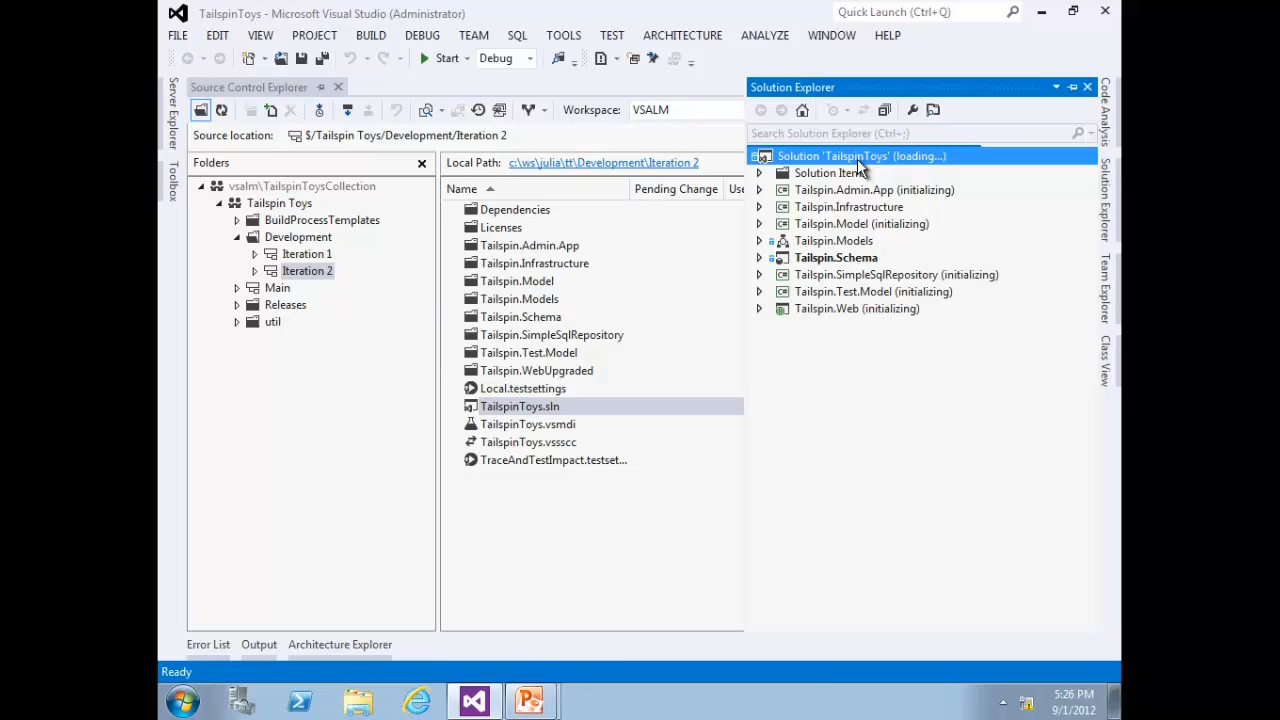 TailspinToys - Microsoft Visual Studio (Administrator)
Quick Launch (Ctrl+Q)
FILE EDIT VIEW PROJECT BUILD DEBUG TEAM SQL TOOLS TEST ARCHITECTURE ANALYZE WINDOW HELP
Start Debug
Server Explorer
Toolbox
Source Control Explorer
Workspace: VSALM
Source location: $/Tailspin Toys/Development/Iteration 2
Folders
vsalm\TailspinToysCollection
Tailspin Toys
BuildProcessTemplates
Development
Iteration 1
Iteration 2
Main
Releases
util
Local Path: c:\ws\julia\tt\Development\Iteration 2
Name Pending Change Use
Dependencies
Licenses
Tailspin.Admin.App
Tailspin.Infrastructure
Tailspin.Model
Tailspin.Models
Tailspin.Schema
Tailspin.SimpleSqlRepository
Tailspin.Test.Model
Tailspin.WebUpgraded
Local.testsettings
TailspinToys.sln
TailspinToys.vsmdi
TailspinToys.vssscc
TraceAndTestImpact.testset...
Solution Explorer
Search Solution Explorer (Ctrl+;)
Solution 'TailspinToys' (loading...)
Solution Items
Tailspin.Admin.App (initializing)
Tailspin.Infrastructure
Tailspin.Model (initializing)
Tailspin.Models
Tailspin.Schema
Tailspin.SimpleSqlRepository (initializing)
Tailspin.Test.Model (initializing)
Tailspin.Web (initializing)
Code Analysis
Solution Explorer
Team Explorer
Class View
Error List Output Architecture Explorer
Ready
5:26 PM
9/1/2012